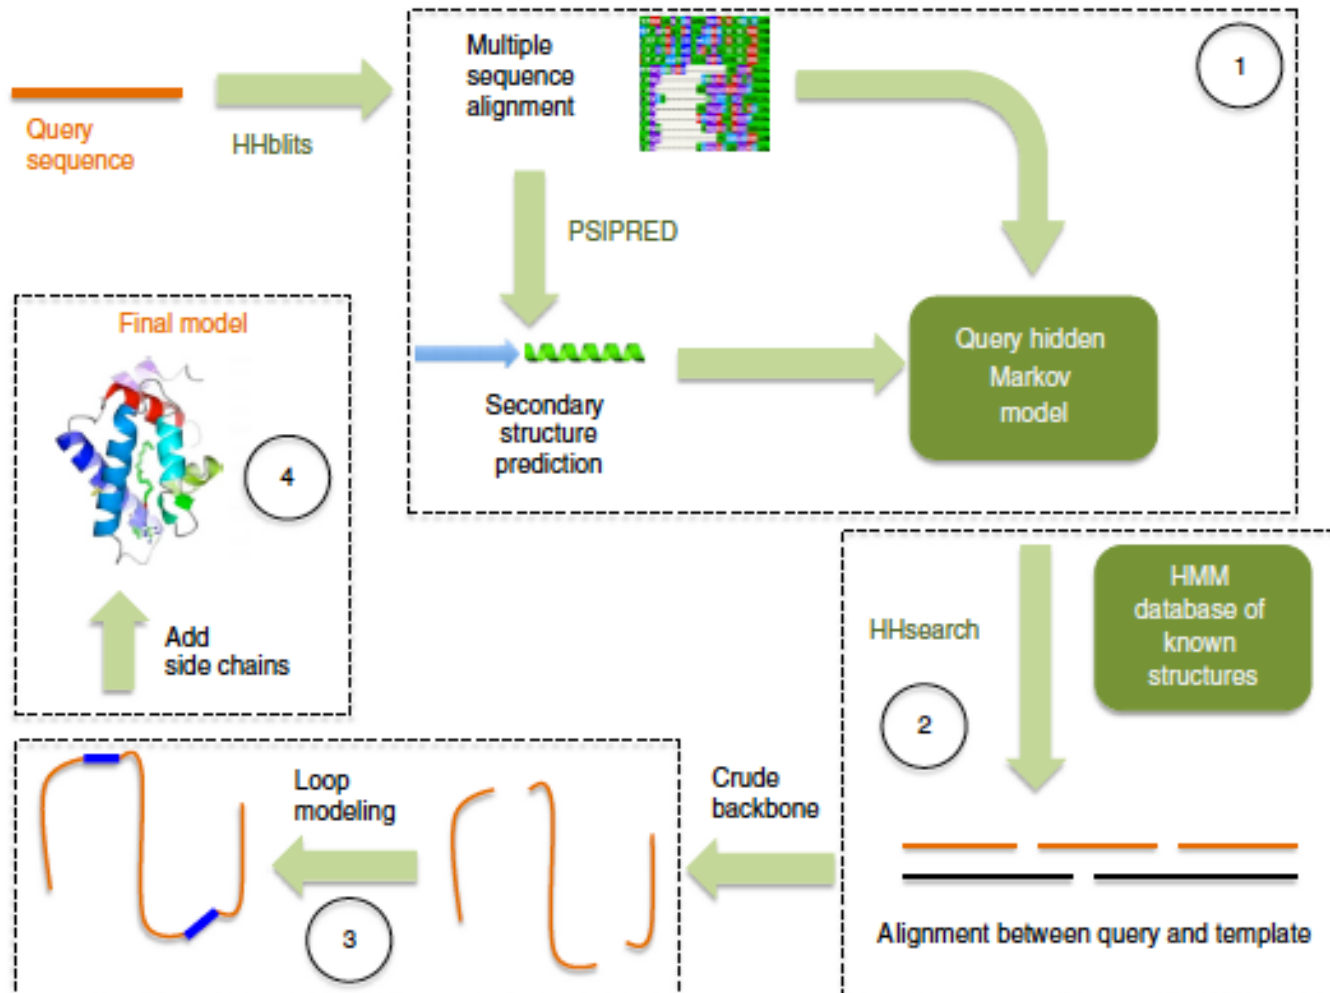 Query
sequence
HHblits
Multiple
sequence
alignment
1
PSIPRED
Secondary
structure
prediction
Query hidden
Markov
model
HHsearch
HMM
database of
known
structures
2
Alignment between query and template
Crude
backbone
Loop
modeling
3
Add
side chains
Final model
4